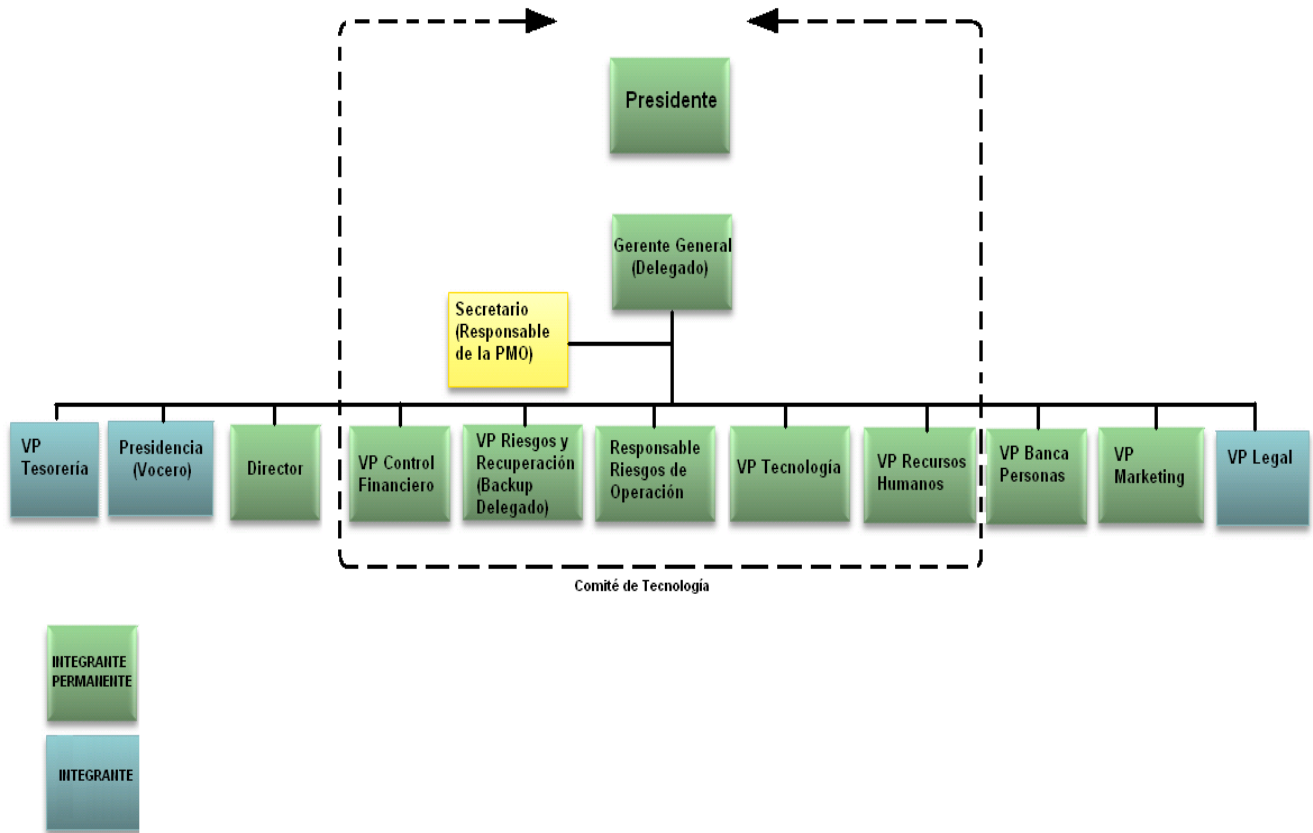 Presidente
Gerente General
(Delegado)
Secretario
(Responsable
de la PMO)
VP
Tesorería
Presidencia
(Vocero)
Director
VP Control
Financiero
VP Riesgos y
Recuperación
(Backup
Delegado)
Responsable
Riesgos de
Operación
VP Tecnología
VP Recursos
Humanos
VP Banca
Personas
VP
Marketing
VP Legal
Comité de Tecnología
INTEGRANTE
PERMANENTE
INTEGRANTE